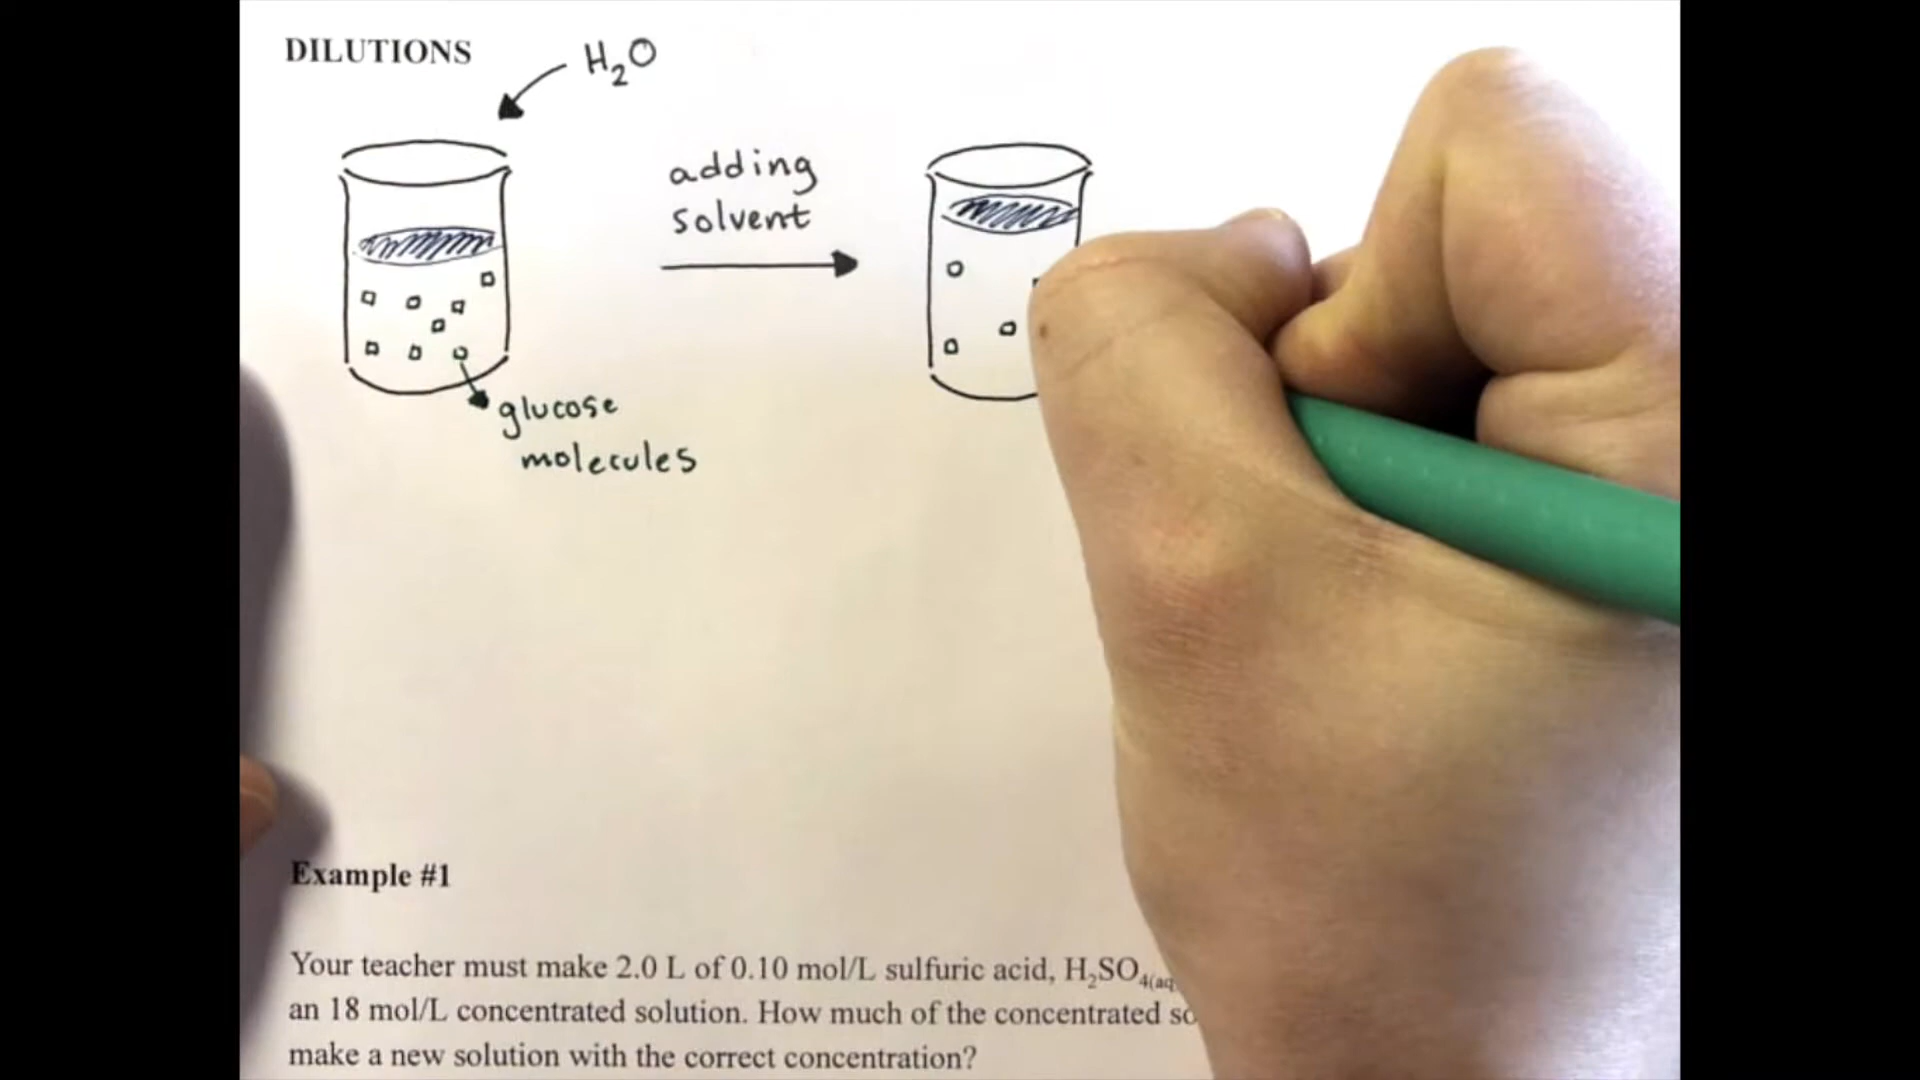 DILUTIONS
H₂O
adding
solvent
glucose
molecules
Example #1
Your teacher must make 2.0 L of 0.10 mol/L sulfuric acid, H₂SO₄₍aq
an 18 mol/L concentrated solution. How much of the concentrated so
make a new solution with the correct concentration?